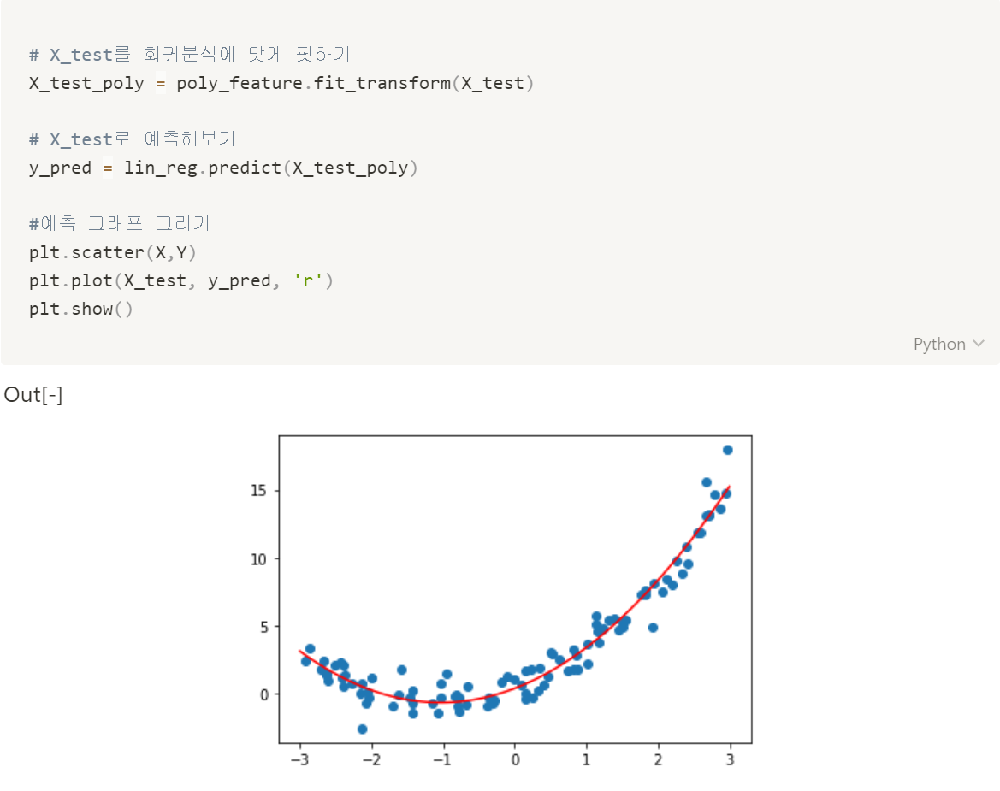 # X_test를 회귀분석에 맞게 핏하기
X_test_poly = poly_feature.fit_transform(X_test)
# X_test로 예측해보기
y_pred = lin_reg.predict(X_test_poly)
#예측 그래프 그리기
plt.scatter(X,Y)
plt.plot(X_test, y_pred, 'r')
plt.show()
Python
Out[-]
15
10
5
0
−3 −2 −1 0 1 2 3